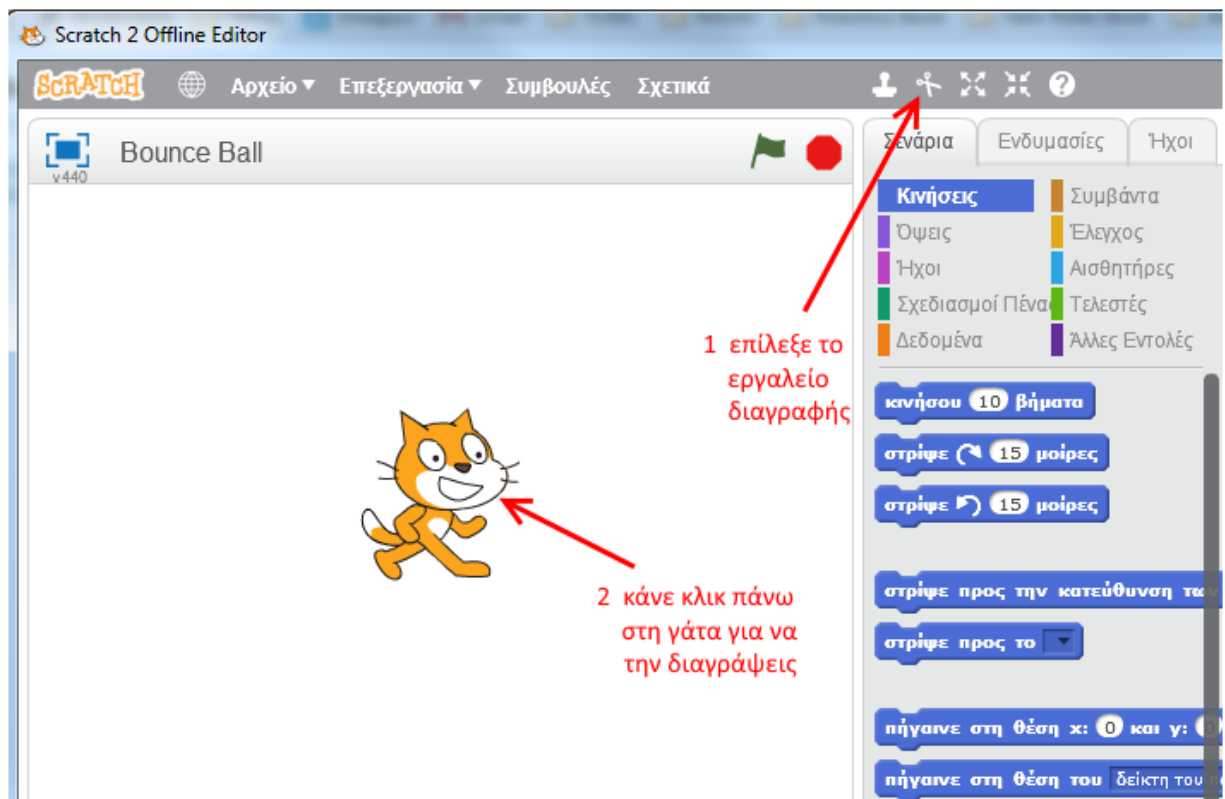 Scratch 2 Offline Editor
SCRATCH Αρχείο Επεξεργασία Συμβουλές Σχετικά
Bounce Ball
v440
Σενάρια Ενδυμασίες Ήχοι
Κινήσεις Συμβάντα
Όψεις Έλεγχος
Ήχοι Αισθητήρες
Σχεδιασμοί Πένας Τελεστές
Δεδομένα Άλλες Εντολές
1 επίλεξε το
εργαλείο
διαγραφής
κινήσου 10 βήματα
στρίψε 15 μοίρες
στρίψε 15 μοίρες
2 κάνε κλικ πάνω
στη γάτα για να
την διαγράψεις
στρίψε προς την κατεύθυνση των
στρίψε προς το
πήγαινε στη θέση x: 0 και y: 0
πήγαινε στη θέση του δείκτη του